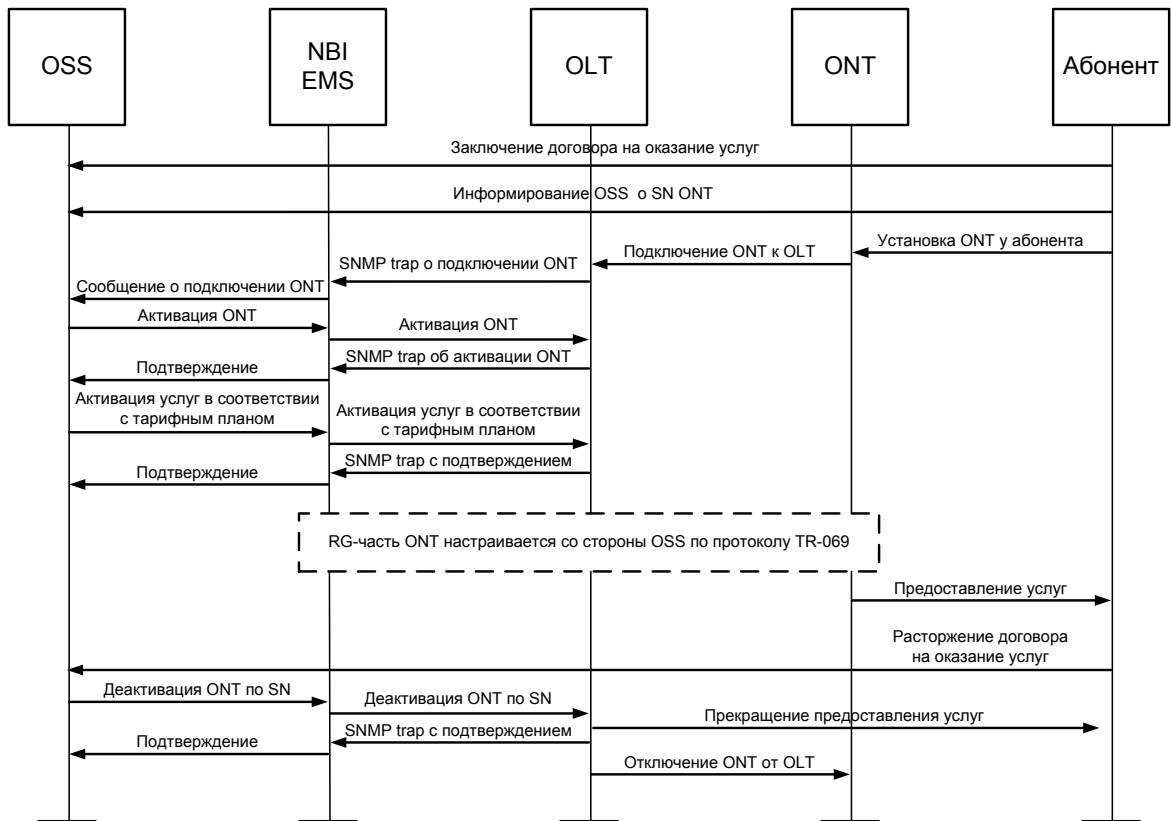 OSS
NBI
EMS
OLT
ONT
Абонент
Заключение договора на оказание услуг
Информирование OSS о SN ONT
Установка ONT у абонента
Подключение ONT к OLT
SNMP trap о подключении ONT
Сообщение о подключении ONT
Активация ONT
Активация ONT
SNMP trap об активации ONT
Подтверждение
Активация услуг в соответствии
с тарифным планом
Активация услуг в соответствии
с тарифным планом
SNMP trap с подтверждением
Подтверждение
RG-часть ONT настраивается со стороны OSS по протоколу TR-069
Предоставление услуг
Расторжение договора
на оказание услуг
Деактивация ONT по SN
Деактивация ONT по SN
Прекращение предоставления услуг
SNMP trap с подтверждением
Подтверждение
Отключение ONT от OLT